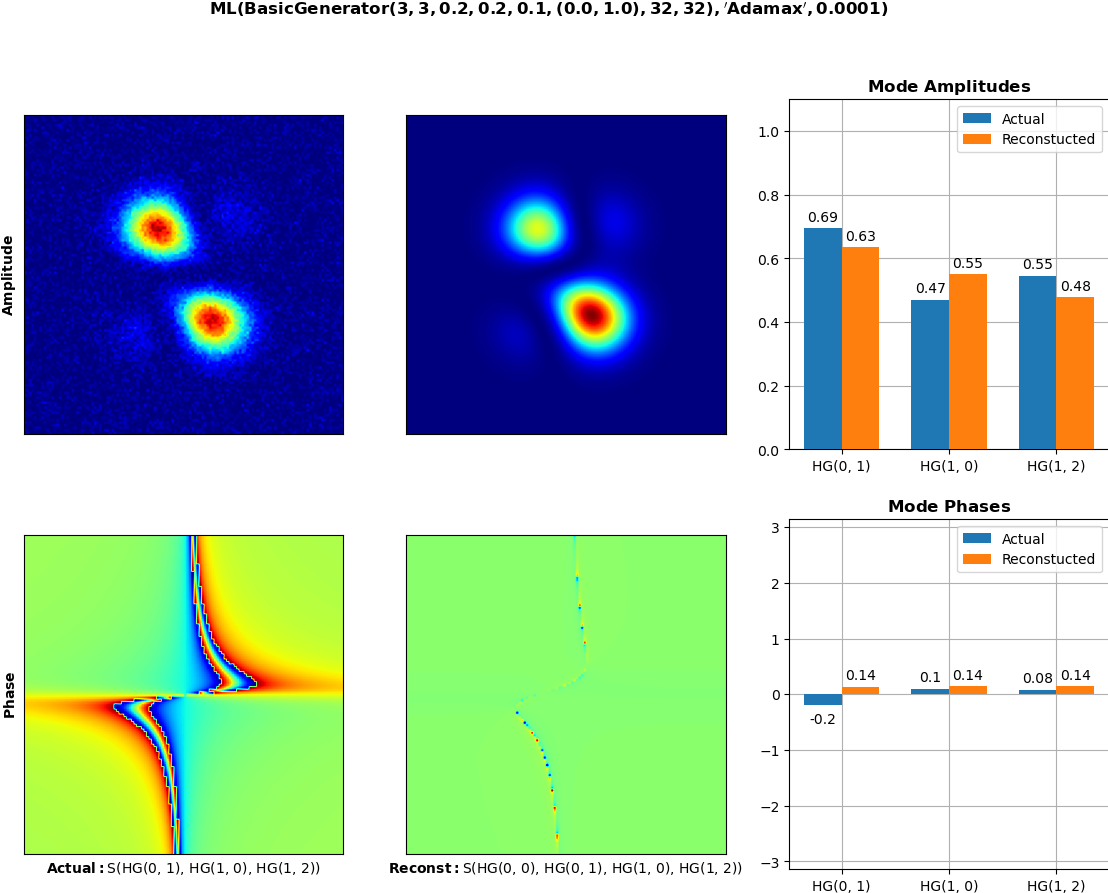 ML(BasicGenerator(3, 3, 0.2, 0.2, 0.1, (0.0, 1.0), 32, 32), ′Adamax′, 0.0001)
Amplitude
Mode Amplitudes
Actual
Reconstucted
1.0
0.8
0.6
0.4
0.2
0.0
0.69
0.63
0.47
0.55
0.55
0.48
HG(0, 1)
HG(1, 0)
HG(1, 2)
Phase
Actual: S(HG(0, 1), HG(1, 0), HG(1, 2))
Reconst: S(HG(0, 0), HG(0, 1), HG(1, 0), HG(1, 2))
Mode Phases
Actual
Reconstucted
3
2
1
0
−1
−2
−3
-0.2
0.14
0.1
0.14
0.08
0.14
HG(0, 1)
HG(1, 0)
HG(1, 2)